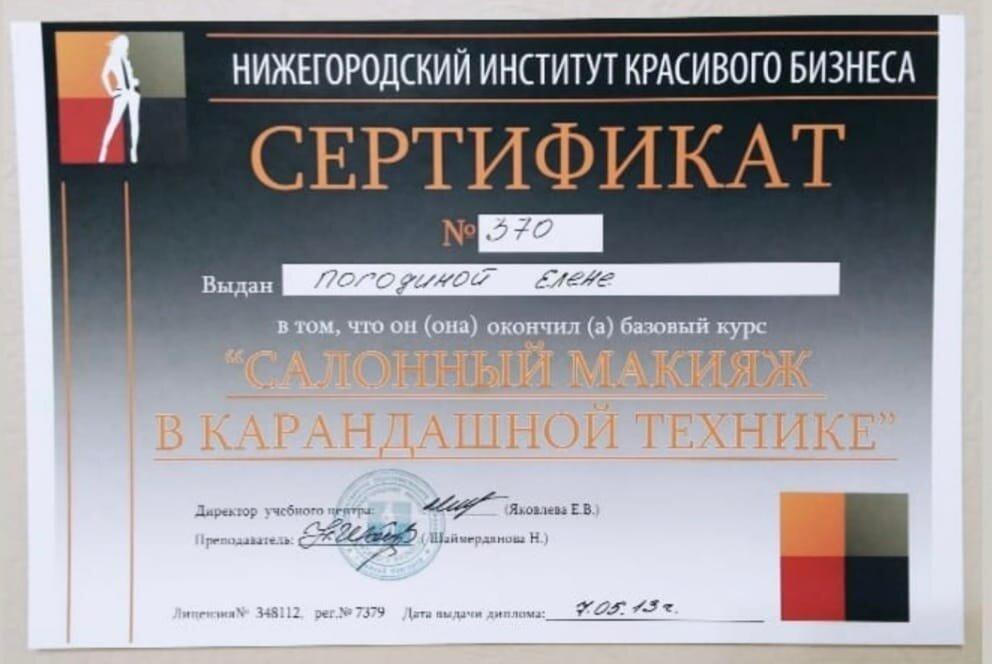 НИЖЕГОРОДСКИЙ ИНСТИТУТ КРАСИВОГО БИЗНЕСА
СЕРТИФИКАТ
№ 370
Выдан Погодиной Елене
в том, что он (она) окончил (а) базовый курс
“САЛОННЫЙ МАКИЯЖ
В КАРАНДАШНОЙ ТЕХНИКЕ”
Директор учебного центра: (Яковлева Е.В.)
Преподаватель: (Шаймерданова Н.)
Лицензия№ 348112, рег.№ 7379 Дата выдачи диплома: 7.05.13г.